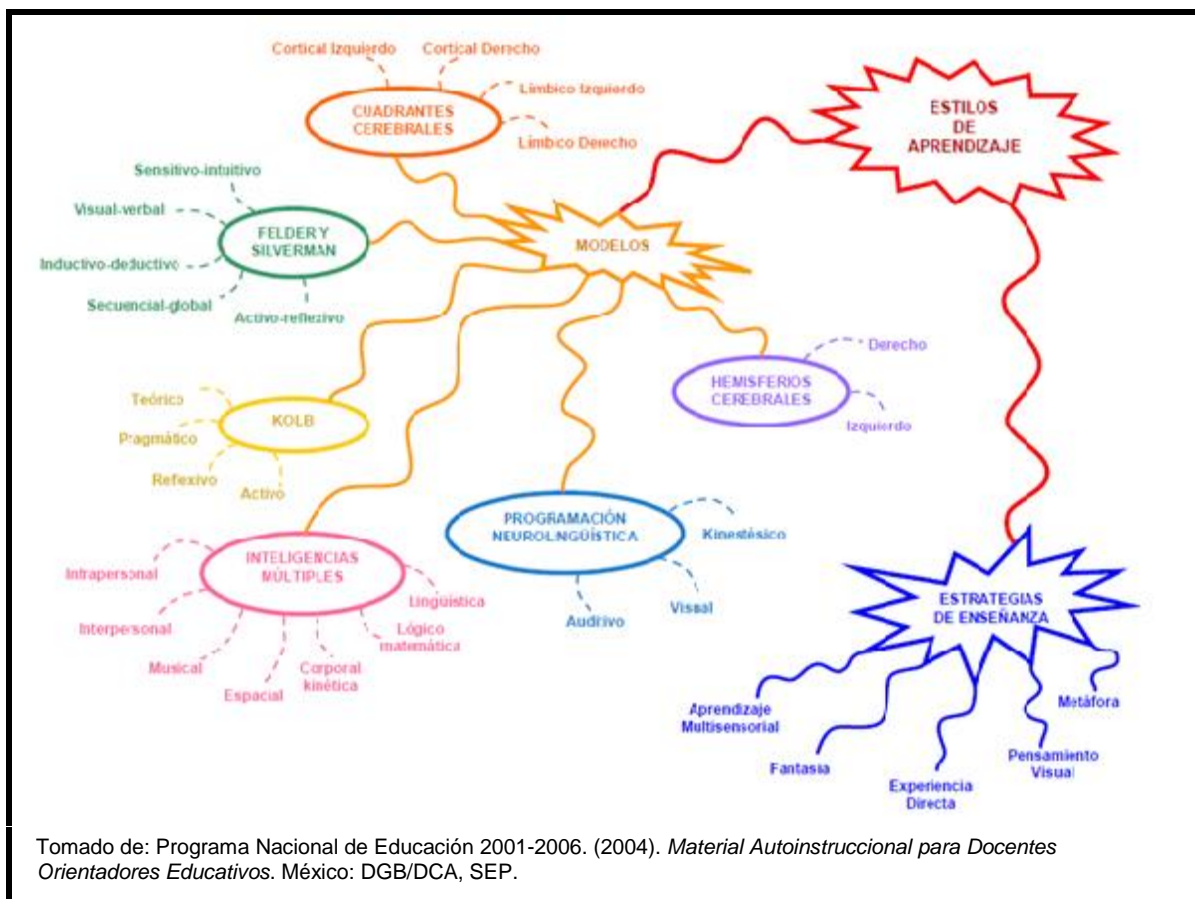 Cortical Izquierdo
Cortical Derecho
Límbico Izquierdo
Límbico Derecho
CUADRANTES
CEREBRALES
ESTILOS
DE
APRENDIZAJE
Sensitivo-intuitivo
Visual-verbal
Inductivo-deductivo
Secuencial-global
Activo-reflexivo
FELDER Y
SILVERMAN
MODELOS
Derecho
HEMISFERIOS
CEREBRALES
Izquierdo
Teórico
Pragmático
Reflexivo
Activo
KOLB
PROGRAMACIÓN
NEUROLINGÜÍSTICA
Kinestésico
Visual
Auditivo
INTELIGENCIAS
MÚLTIPLES
Intrapersonal
Interpersonal
Musical
Espacial
Corporal
kinética
Lógico
matemática
Lingüística
ESTRATEGIAS
DE ENSEÑANZA
Aprendizaje
Multisensorial
Fantasía
Experiencia
Directa
Pensamiento
Visual
Metáfora
Tomado de: Programa Nacional de Educación 2001-2006. (2004). Material Autoinstruccional para Docentes
Orientadores Educativos. México: DGB/DCA, SEP.